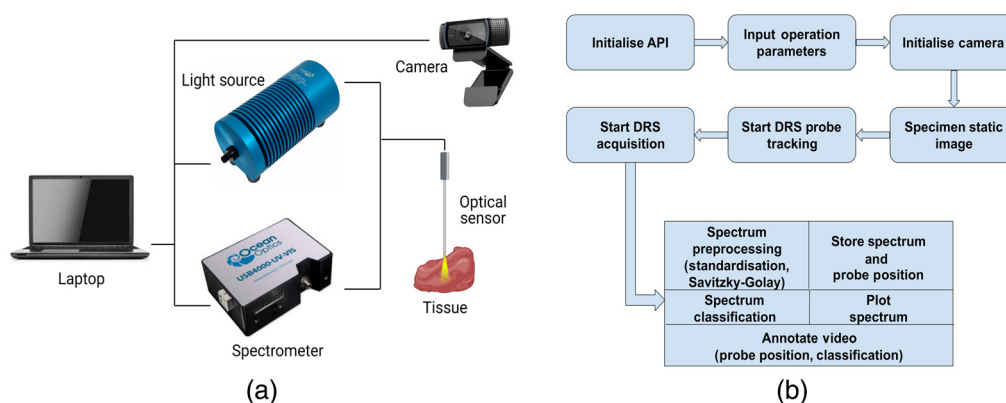 Camera
Light source
Optical
sensor
Laptop
Ocean
Optics
USB4000-UV-VIS
Tissue
Spectrometer
(a)
Initialise API
Input operation
parameters
Initialise camera
Start DRS
acquisition
Start DRS probe
tracking
Specimen static
image
Spectrum
preprocessing
(standardisation,
Savitzky-Golay)
Store spectrum
and
probe position
Spectrum
classification
Plot
spectrum
Annotate video
(probe position, classification)
(b)